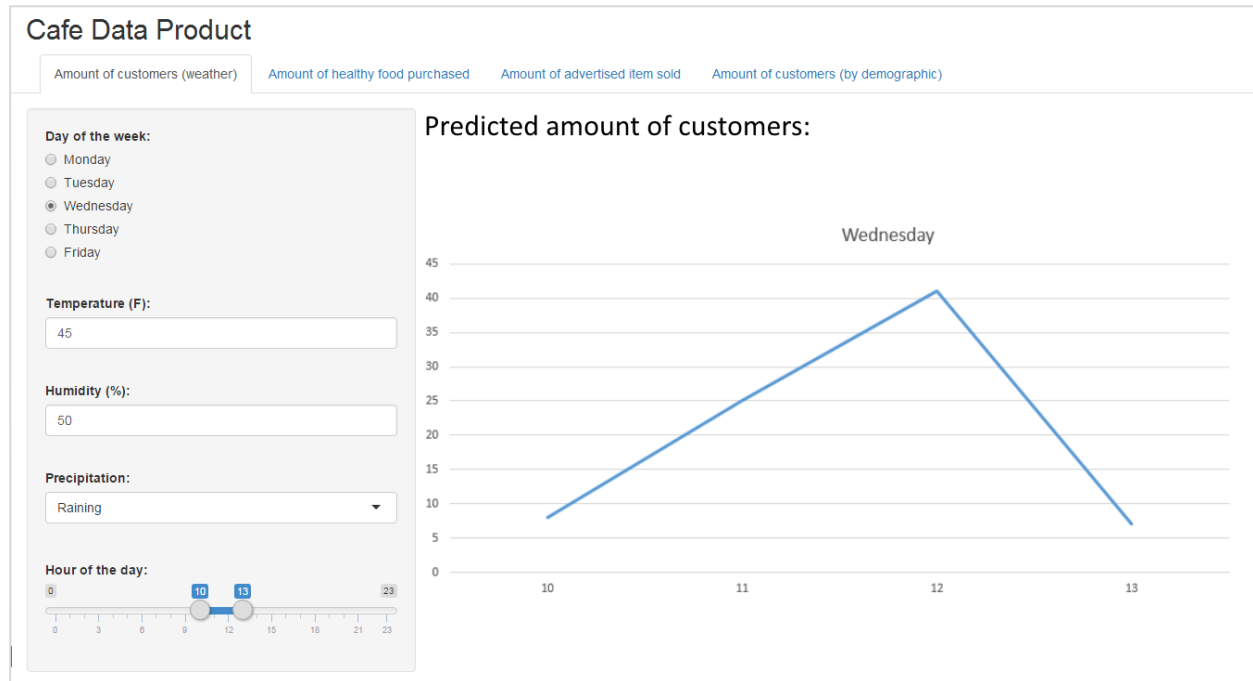 Cafe Data Product
Amount of customers (weather) Amount of healthy food purchased Amount of advertised item sold Amount of customers (by demographic)
Day of the week:
Monday
Tuesday
Wednesday
Thursday
Friday
Temperature (F):
45
Humidity (%):
50
Precipitation:
Raining
Hour of the day:
0 10 13 23
0 3 6 9 12 15 18 21 23
Predicted amount of customers:
Wednesday
45
40
35
30
25
20
15
10
5
0
10 11 12 13